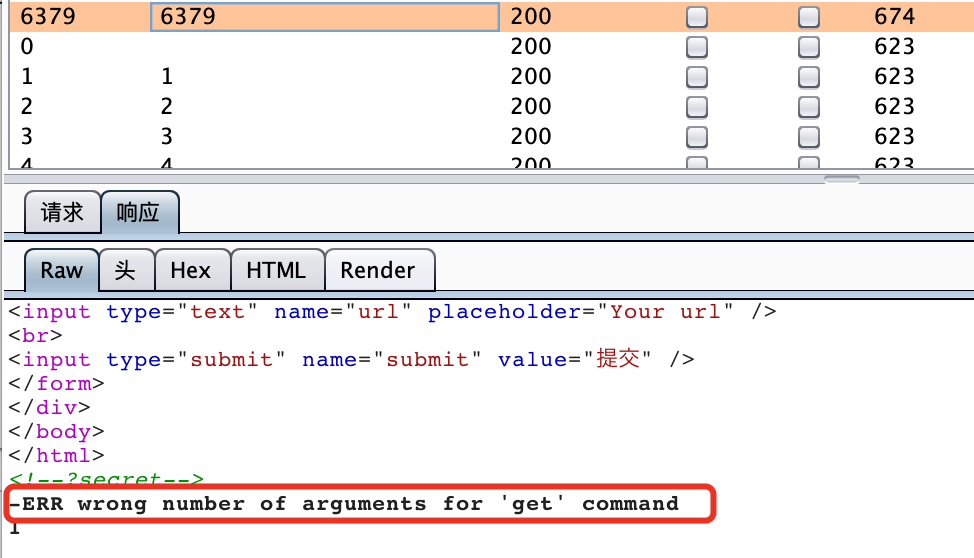 6379 6379 200 674
0 200 623
1 1 200 623
2 2 200 623
3 3 200 623
4 4 200 623
请求 响应
Raw 头 Hex HTML Render
<input type="text" name="url" placeholder="Your url" />
<br>
<input type="submit" name="submit" value="提交" />
</form>
</div>
</body>
</html>
<!--?secret-->
-ERR wrong number of arguments for 'get' command
1